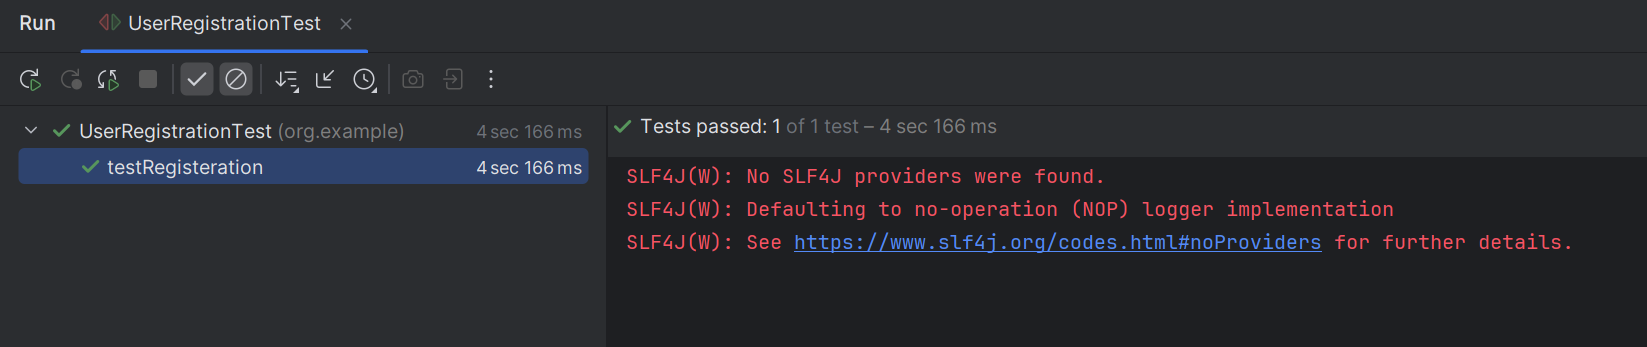 Run UserRegistrationTest
UserRegistrationTest (org.example) 4 sec 166 ms
testRegisteration 4 sec 166 ms
Tests passed: 1 of 1 test – 4 sec 166 ms
SLF4J(W): No SLF4J providers were found.
SLF4J(W): Defaulting to no-operation (NOP) logger implementation
SLF4J(W): See https://www.slf4j.org/codes.html#noProviders for further details.